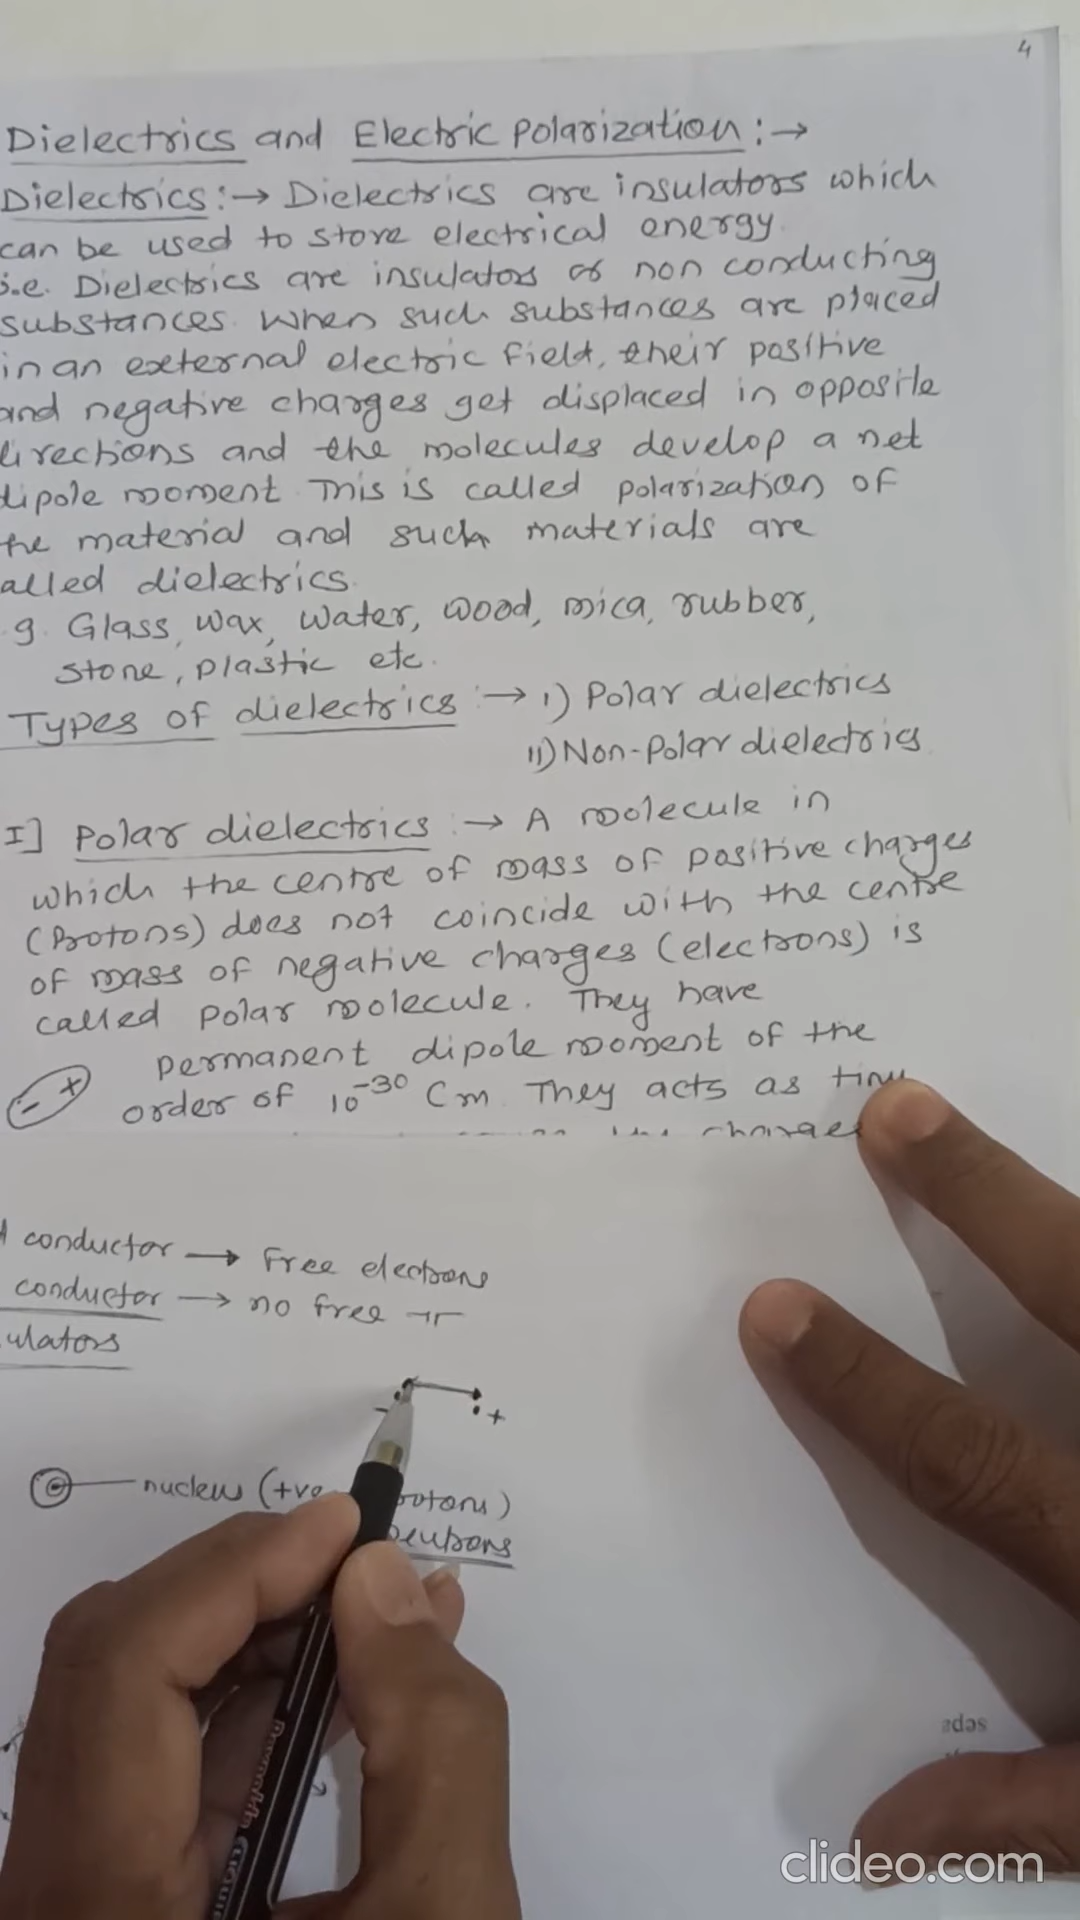 4
Dielectrics and Electric Polarization :→
Dielectrics :→ Dielectrics are insulators which
can be used to store electrical energy.
i.e. Dielectrics are insulators or non conducting
substances. When such substances are placed
in an external electric field, their positive
and negative charges get displaced in opposite
directions and the molecules develop a net
dipole moment. This is called polarization of
the material and such materials are
alled dielectrics.
g. Glass, wax, water, wood, mica, rubber,
stone, plastic etc.
Types of dielectrics :→ i) Polar dielectrics
ii) Non-Polar dielectrics
I] Polar dielectrics :→ A molecule in
which the centre of mass of positive charges
(Protons) does not coincide with the centre
of mass of negative charges (electrons) is
called polar molecule. They have
permanent dipole moment of the
- + order of 10⁻³⁰ Cm. They acts as tiny
charges
conductor → Free electrons
conductor → no free
ulators
- +
nucleus (+ve otons)
eutrons
clideo.com